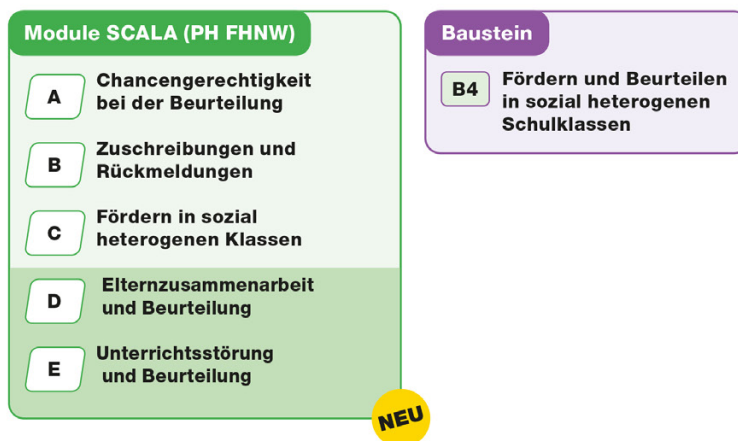 Module SCALA (PH FHNW)
A
Chancengerechtigkeit
bei der Beurteilung
B
Zuschreibungen und
Rückmeldungen
C
Fördern in sozial
heterogenen Klassen
D
Elternzusammenarbeit
und Beurteilung
E
Unterrichtsstörung
und Beurteilung
NEU
Baustein
B4
Fördern und Beurteilen
in sozial heterogenen
Schulklassen